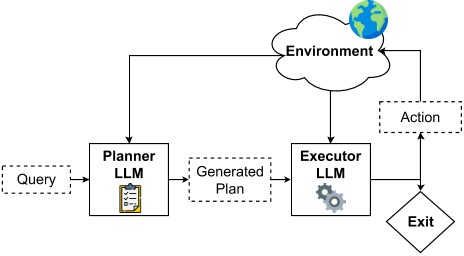 Environment
Action
Planner
LLM
Executor
LLM
Query
Generated
Plan
Exit